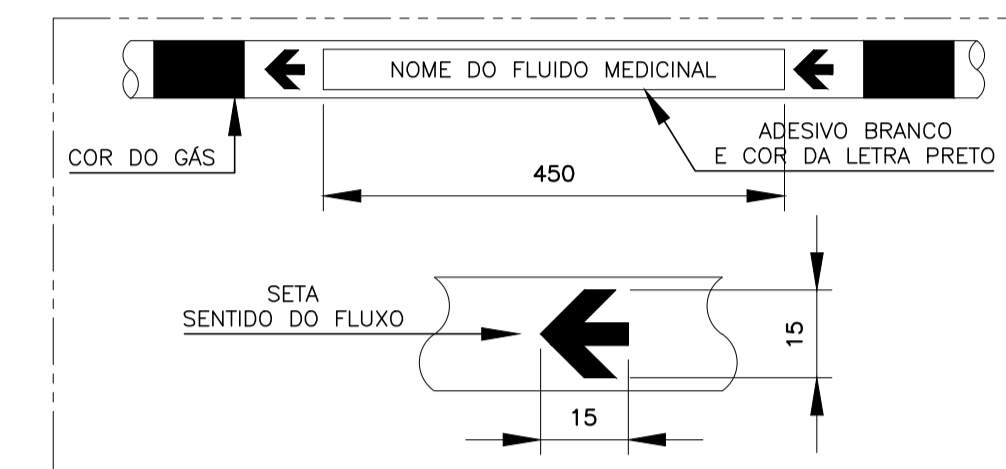 NOME DO FLUIDO MEDICINAL
COR DO GÁS
ADESIVO BRANCO
E COR DA LETRA PRETO
450
SETA
SENTIDO DO FLUXO
15
15